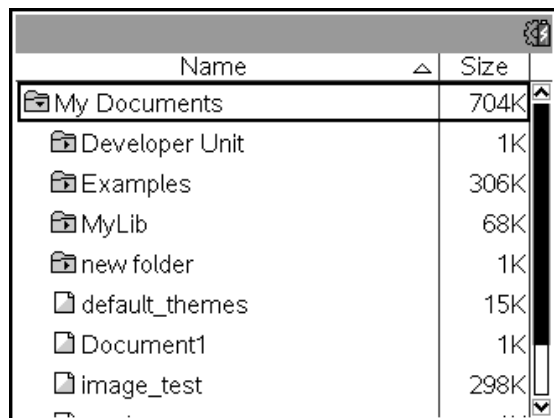 Name Size
My Documents 704K
Developer Unit 1K
Examples 306K
MyLib 68K
new folder 1K
default_themes 15K
Document1 1K
image_test 298K